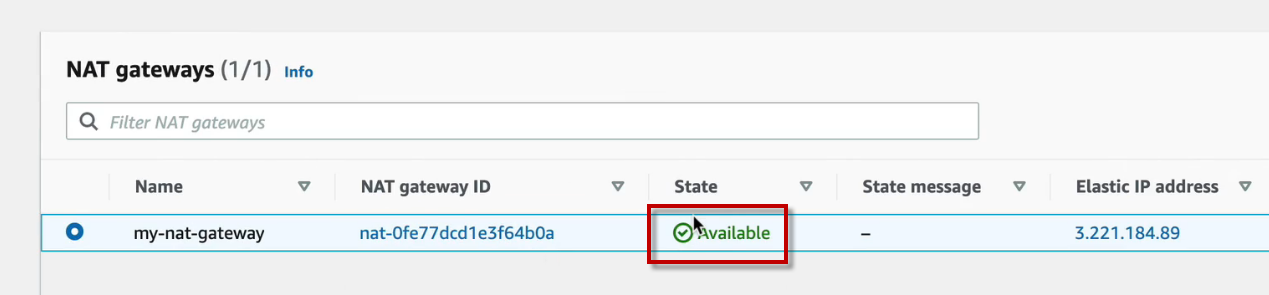 NAT gateways (1/1) Info
Filter NAT gateways
Name NAT gateway ID State State message Elastic IP address
my-nat-gateway nat-0fe77dcd1e3f64b0a Available – 3.221.184.89